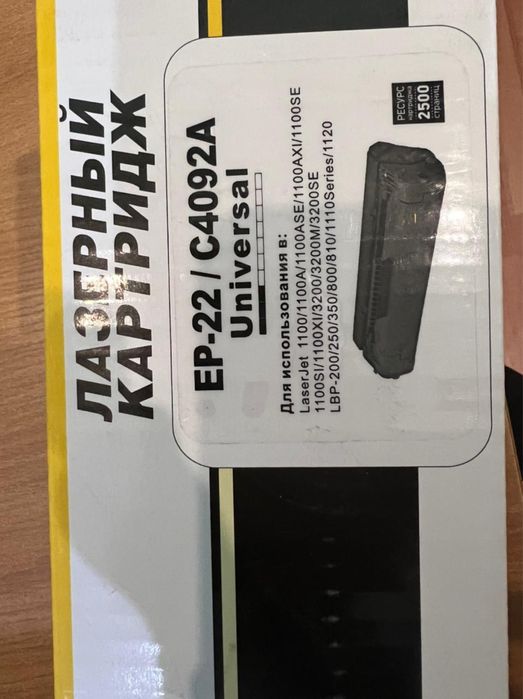 ЛАЗЕРНЫЙ
КАРТРИДЖ
EP-22 / C4092A
Universal
Для использования в:
LaserJet 1100/1100A/1100ASE/1100AXI/1100SE
1100SI/1100XI/3200/3200M/3200SE
LBP-200/250/350/800/810/1110Series/1120
РЕСУРС
картриджа
2500
страниц